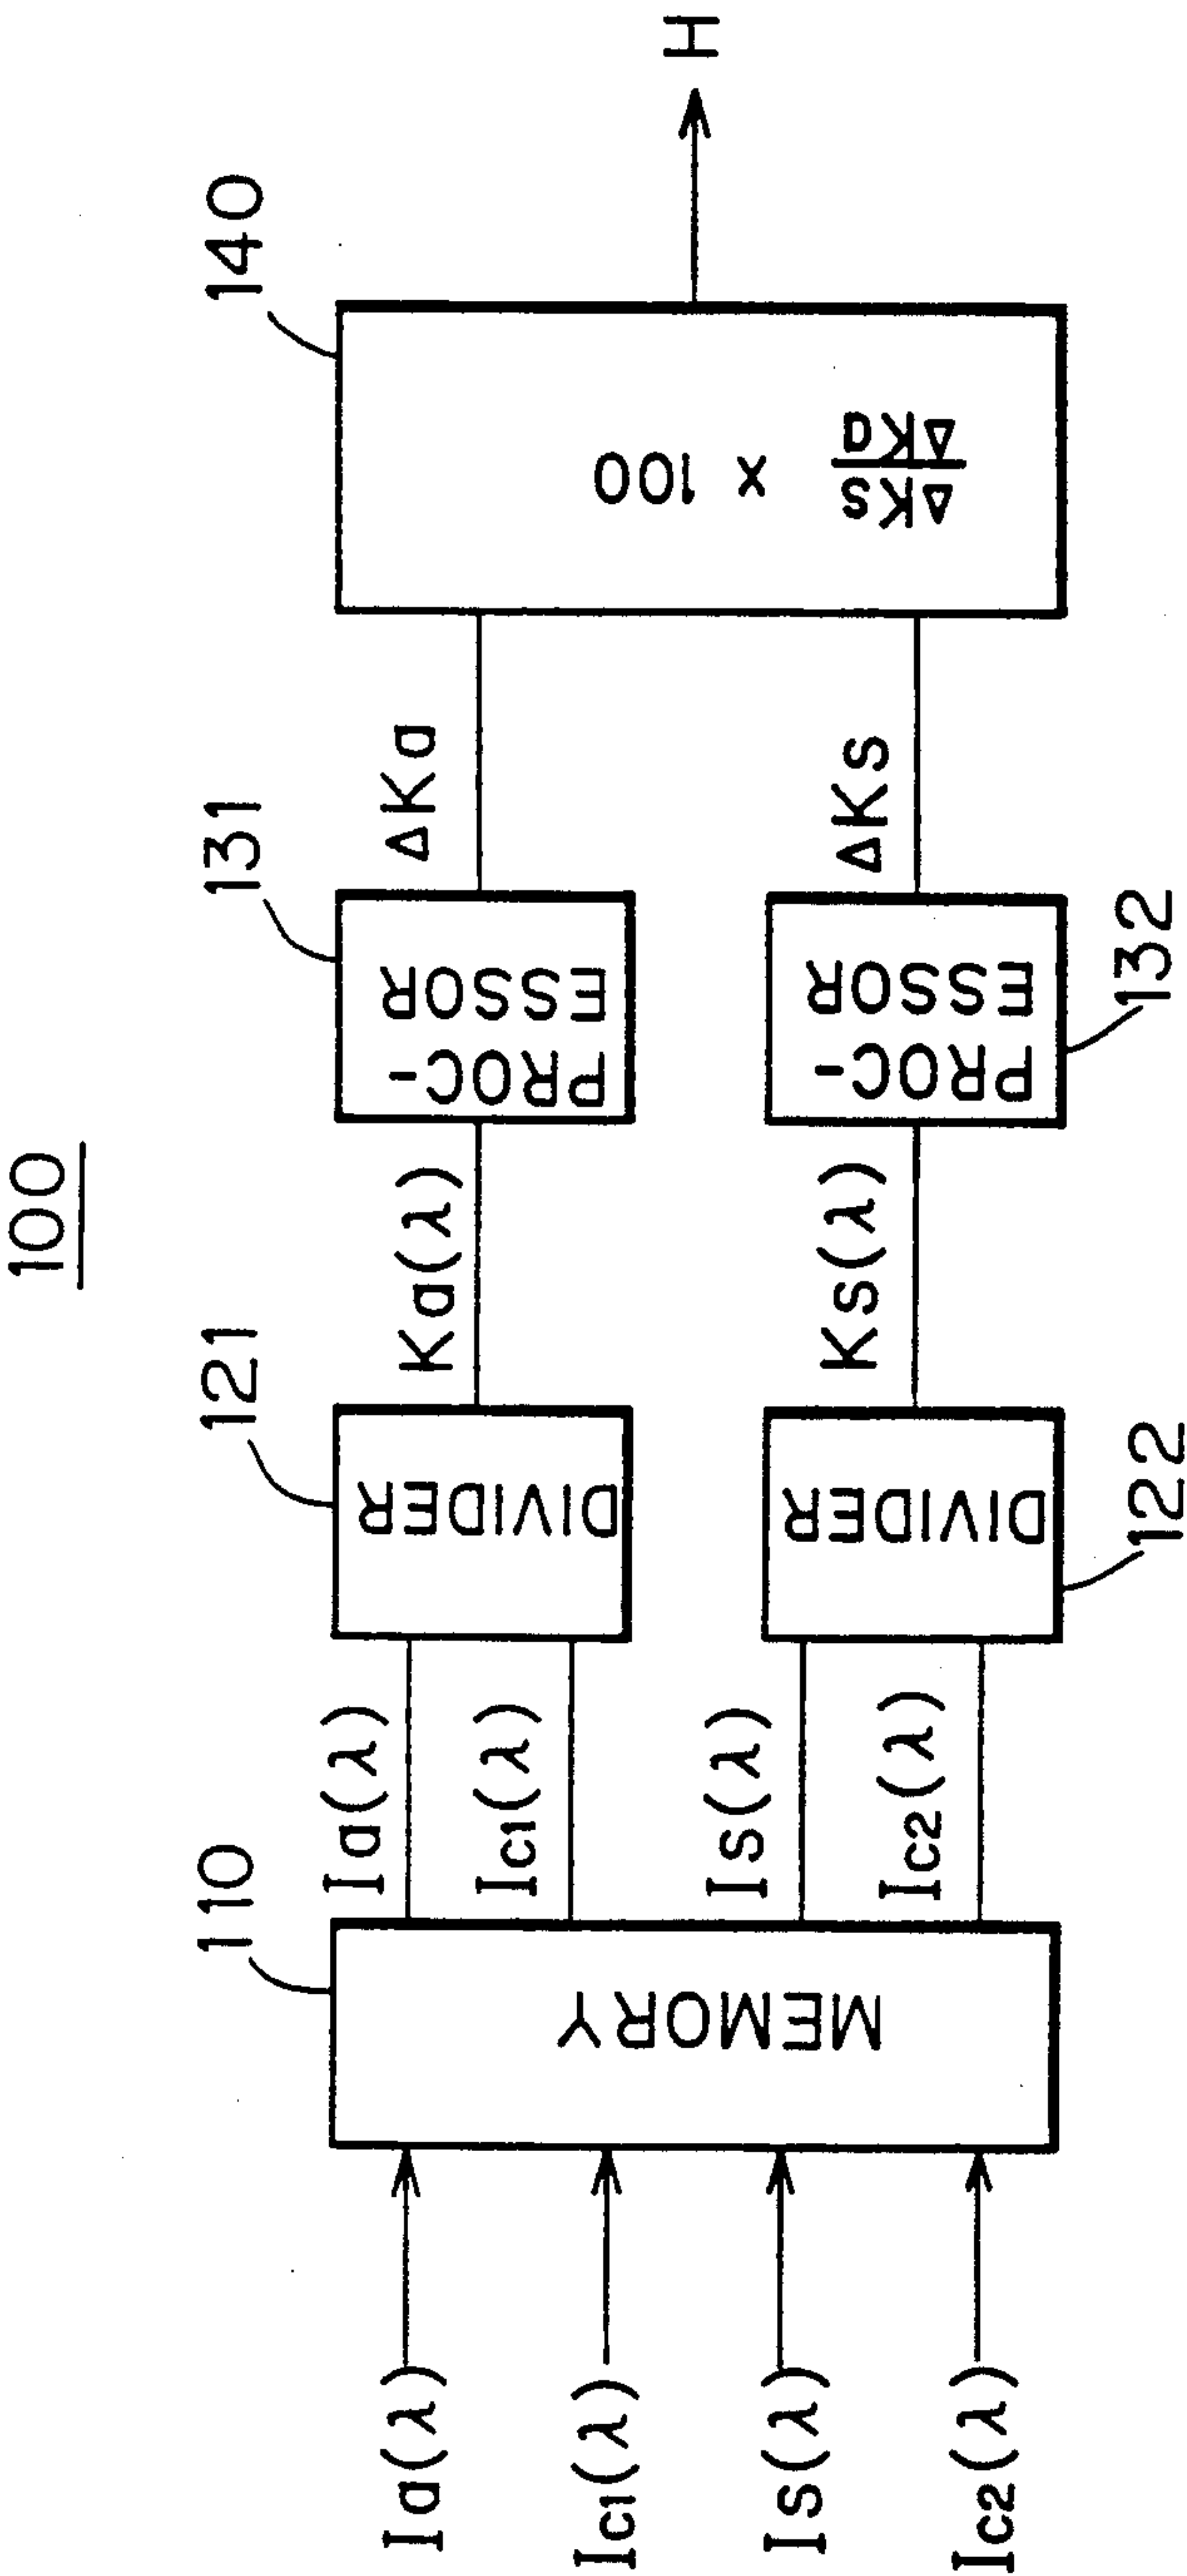 100
110
121
131
140
Ia(λ)
Ic1(λ)
Is(λ)
Ic2(λ)
MEMORY
Ia(λ)
Ic1(λ)
Is(λ)
Ic2(λ)
DIVIDER
DIVIDER
122
Ka(λ)
Ks(λ)
PROC-
ESSOR
PROC-
ESSOR
132
ΔKa
ΔKs
ΔKs
ΔKa
x 100
H